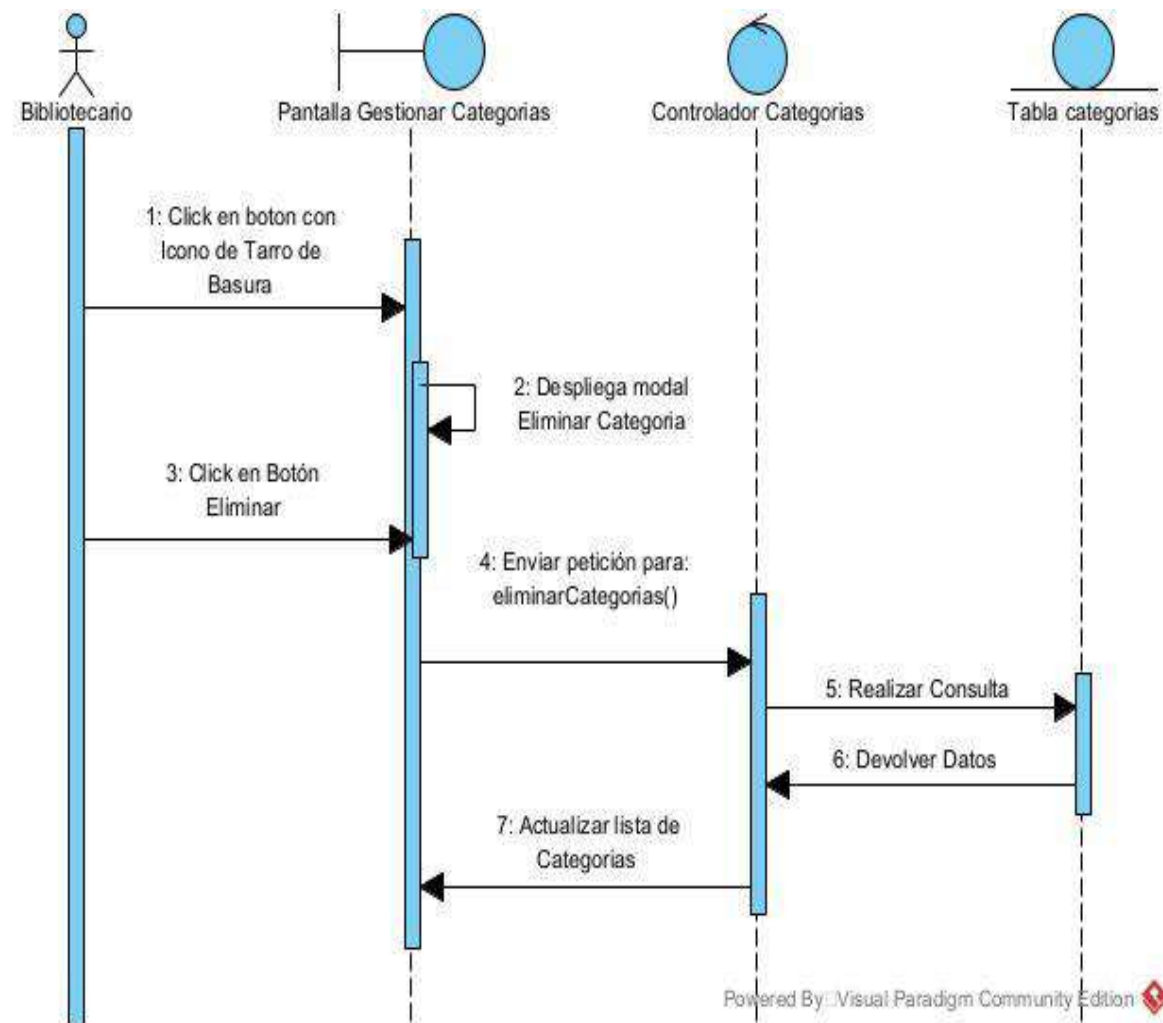 Bibliotecario
Pantalla Gestionar Categorias
Controlador Categorias
Tabla categorias
1: Click en boton con
Icono de Tarro de
Basura
2: Despliega modal
Eliminar Categoria
3: Click en Botón
Eliminar
4: Enviar petición para:
eliminarCategorias()
5: Realizar Consulta
6: Devolver Datos
7: Actualizar lista de
Categorias
Powered By Visual Paradigm Community Edition